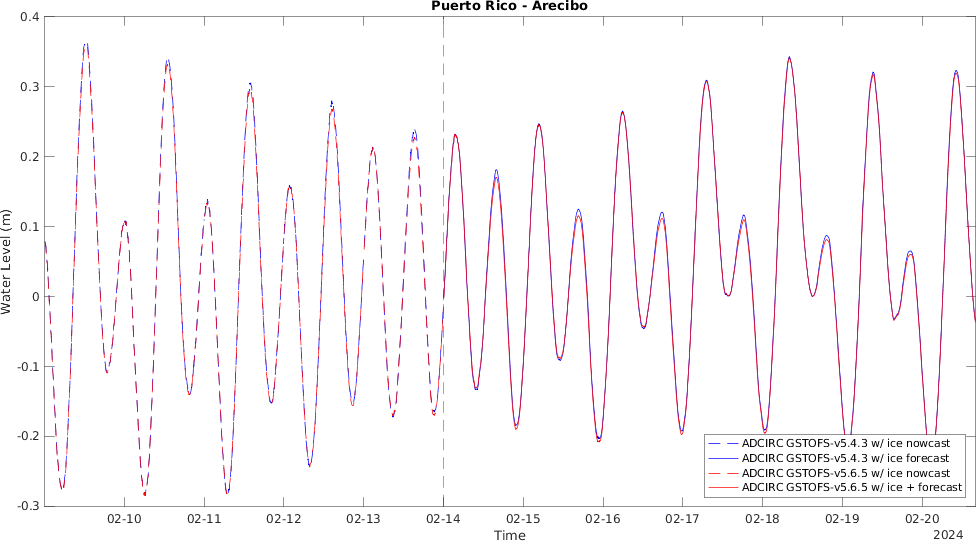 Puerto Rico - Arecibo
0.4
0.3
0.2
0.1
0
-0.1
-0.2
-0.3
Water Level (m)
ADCIRC GSTOFS-v5.4.3 w/ ice nowcast
ADCIRC GSTOFS-v5.4.3 w/ ice forecast
ADCIRC GSTOFS-v5.6.5 w/ ice nowcast
ADCIRC GSTOFS-v5.6.5 w/ ice + forecast
02-10 02-11 02-12 02-13 02-14 02-15 02-16 02-17 02-18 02-19 02-20
Time
2024